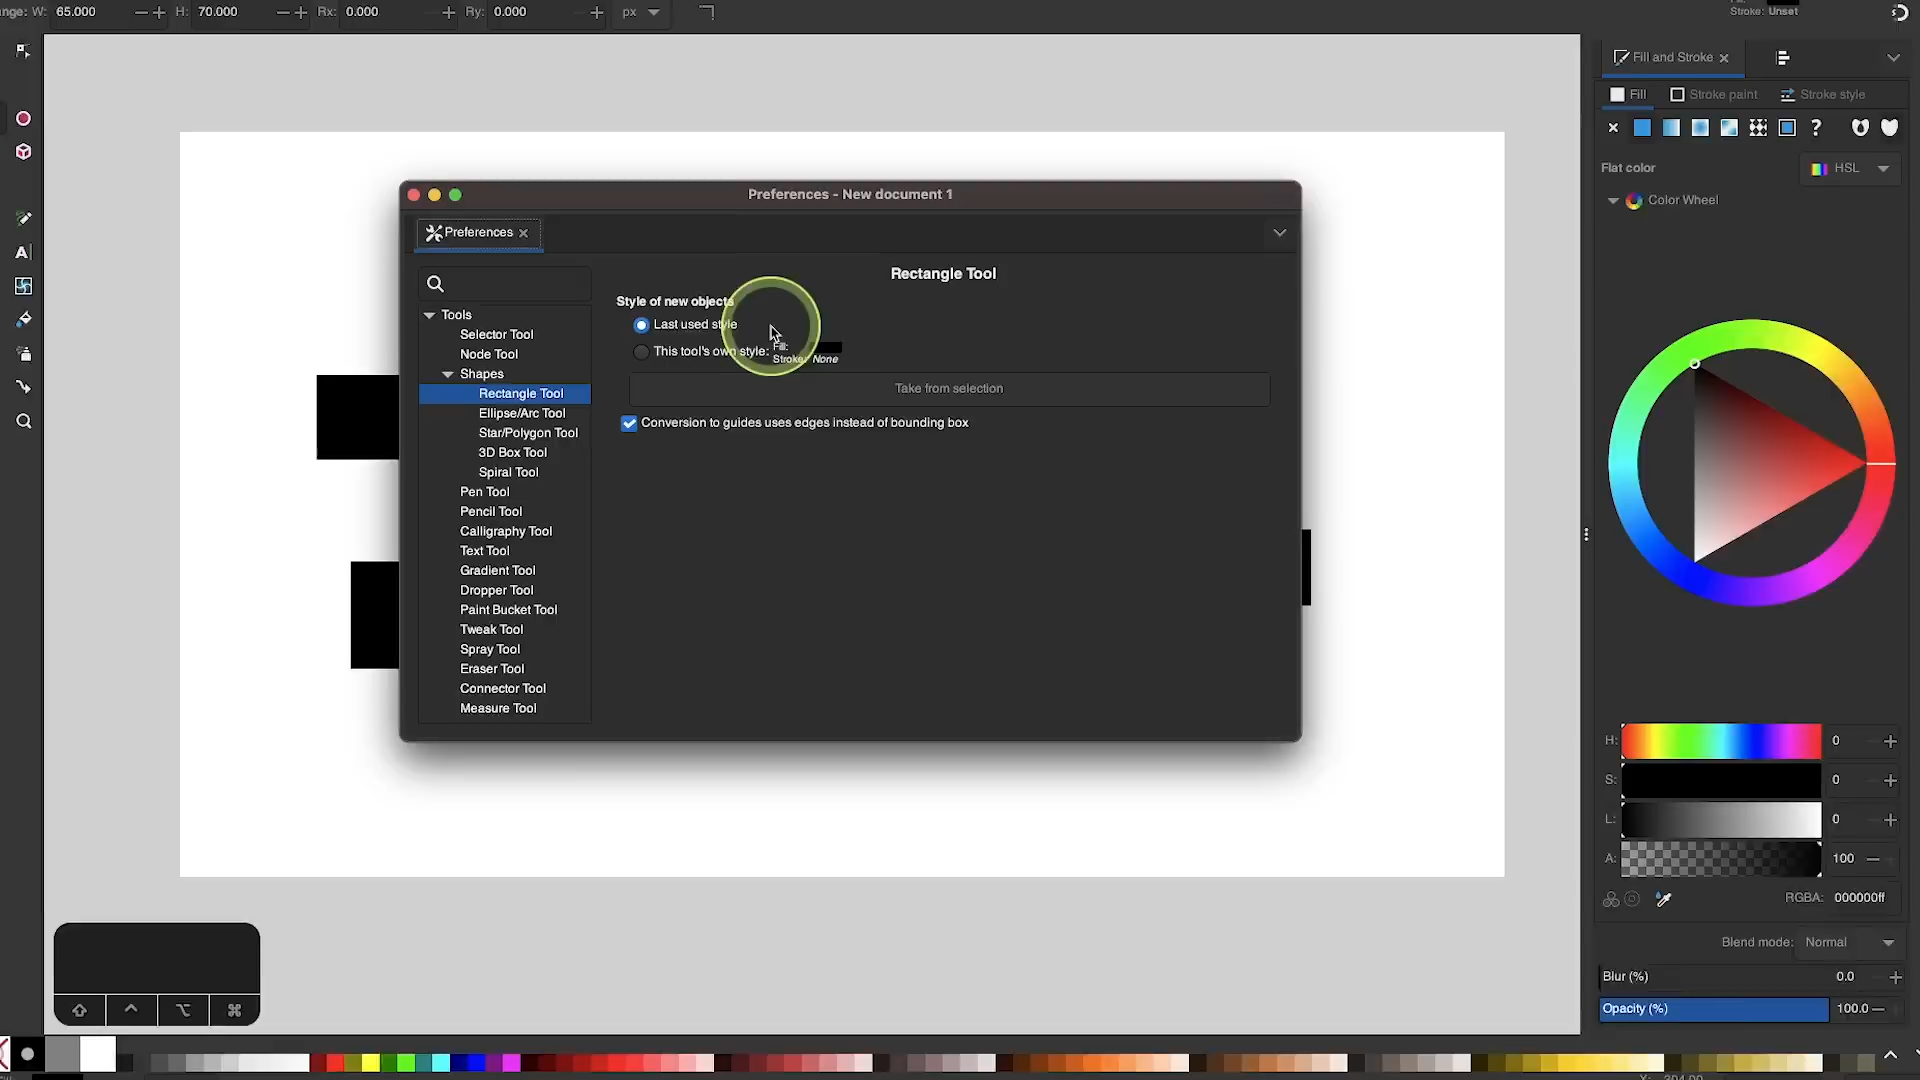 nge: W: 65.000 H: 70.000 Rx: 0.000 Ry: 0.000 px
Stroke: Unset
Fill and Stroke
Fill Stroke paint Stroke style
?
Flat color HSL
Color Wheel
Preferences - New document 1
Preferences
Rectangle Tool
Style of new objects
Last used style
This tool's own style: Fill:
Stroke: None
Take from selection
Conversion to guides uses edges instead of bounding box
Tools
Selector Tool
Node Tool
Shapes
Rectangle Tool
Ellipse/Arc Tool
Star/Polygon Tool
3D Box Tool
Spiral Tool
Pen Tool
Pencil Tool
Calligraphy Tool
Text Tool
Gradient Tool
Dropper Tool
Paint Bucket Tool
Tweak Tool
Spray Tool
Eraser Tool
Connector Tool
Measure Tool
H: 0
S: 0
L: 0
A: 100
RGBA: 000000ff
Blend mode: Normal
Blur (%) 0.0
Opacity (%) 100.0